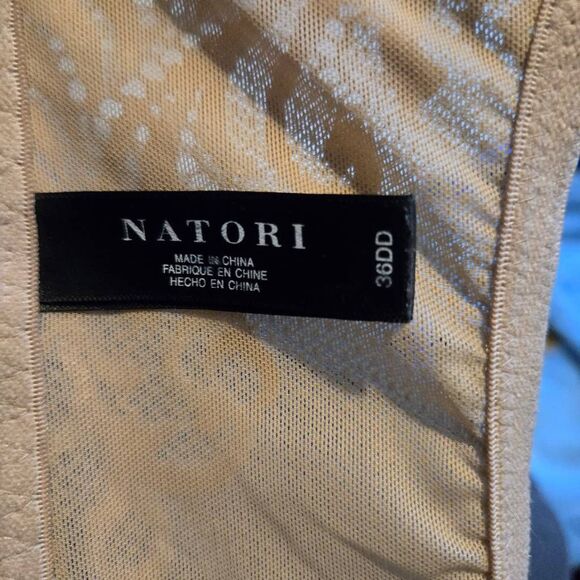 NATORI
MADE IN CHINA
FABRIQUE EN CHINE
HECHO EN CHINA
36DD